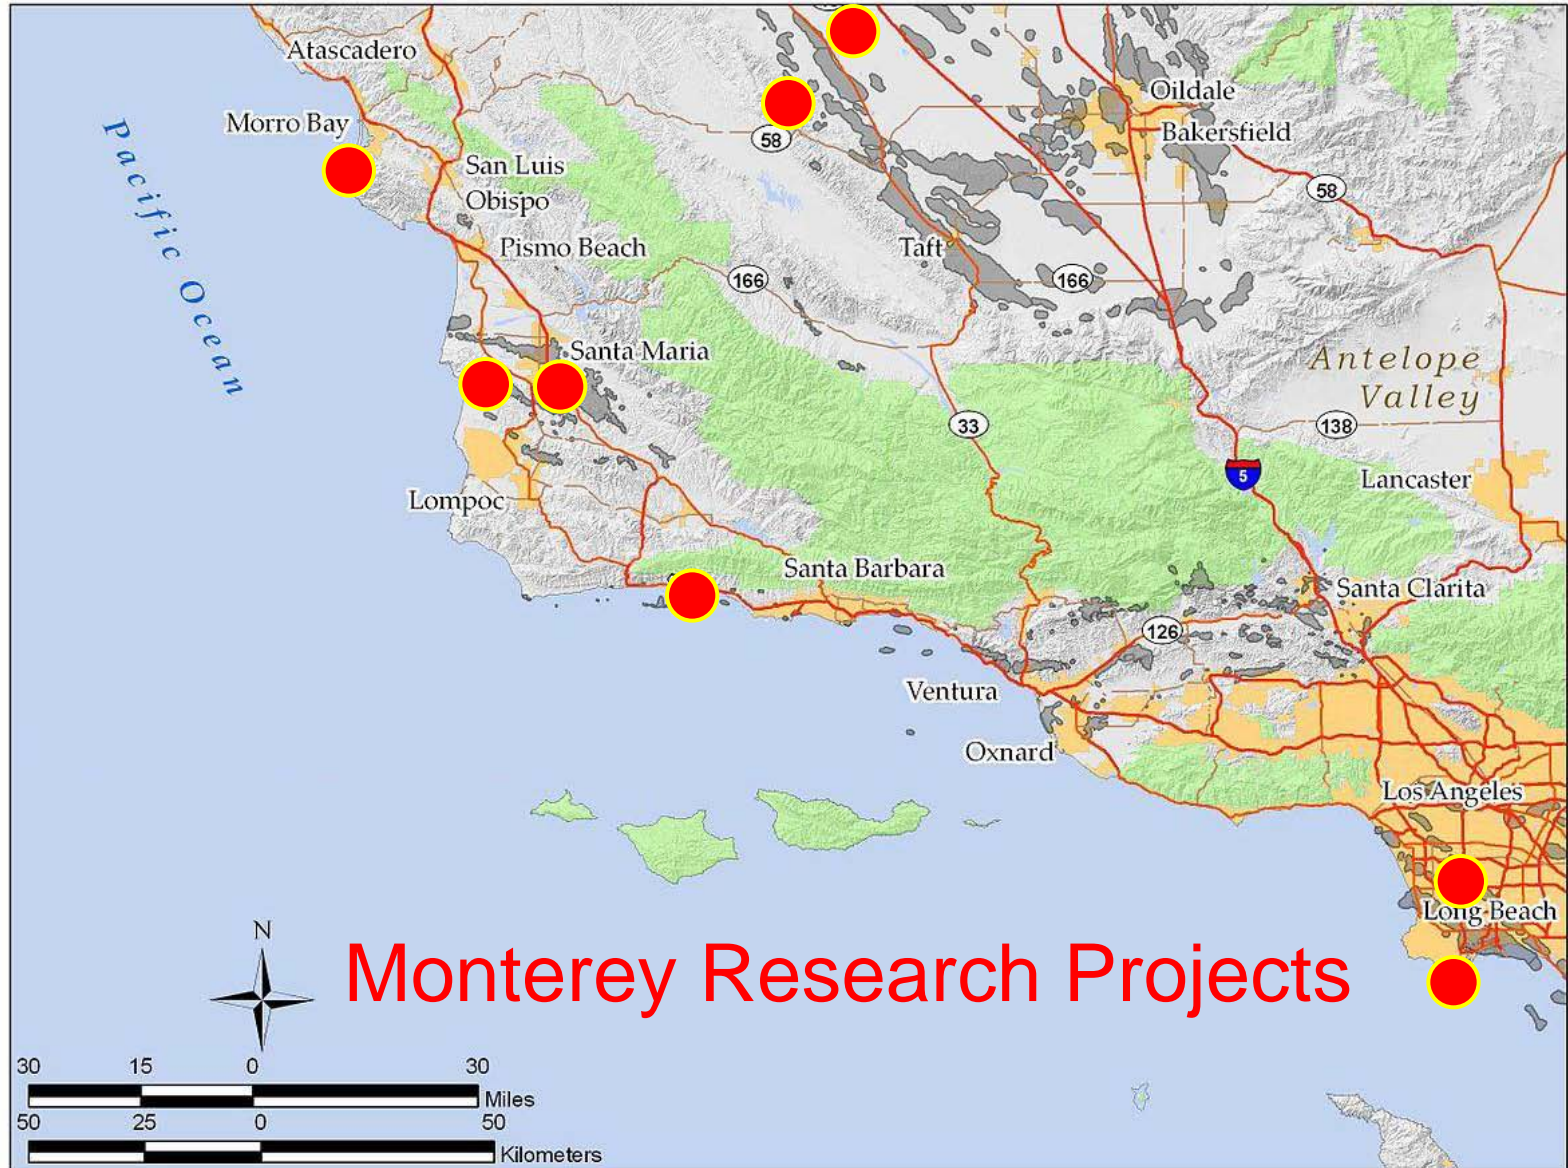 Atascadero
Oildale
Morro Bay
Bakersfield
58
San Luis
Obispo
58
Pacific Ocean
Pismo Beach
Taft
166
166
Santa Maria
Antelope
Valley
33
138
5
Lancaster
Lompoc
Santa Barbara
Santa Clarita
126
Ventura
Oxnard
Los Angeles
Long Beach
N
Monterey Research Projects
30 15 0 30
Miles
50 25 0 50
Kilometers